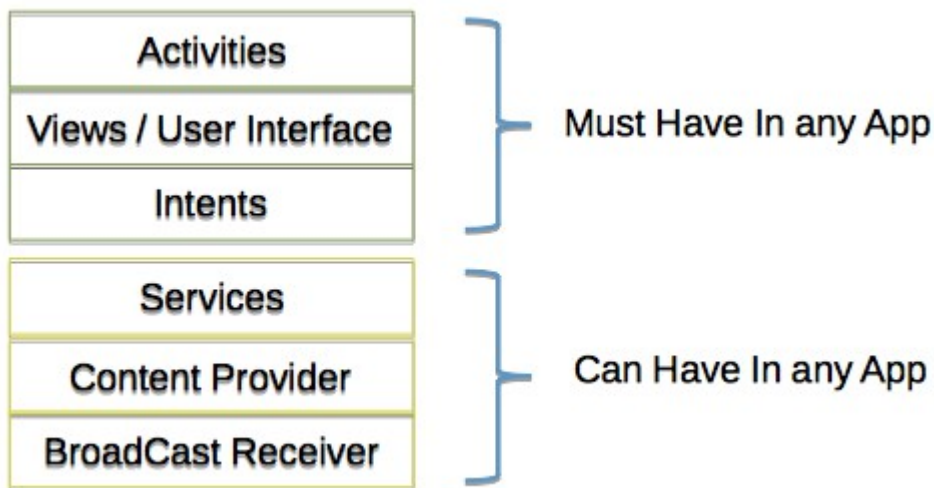 Activities
Views / User Interface
Intents
Must Have In any App
Services
Content Provider
BroadCast Receiver
Can Have In any App